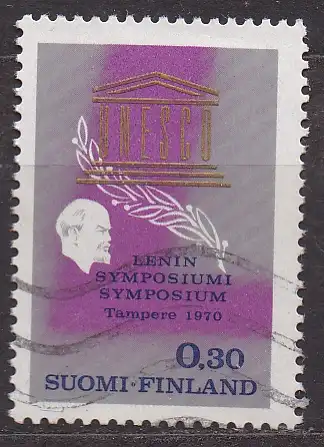 UNESCO
LENIN
SYMPOSIUMI
SYMPOSIUM
Tampere 1970
0,30
SUOMI·FINLAND